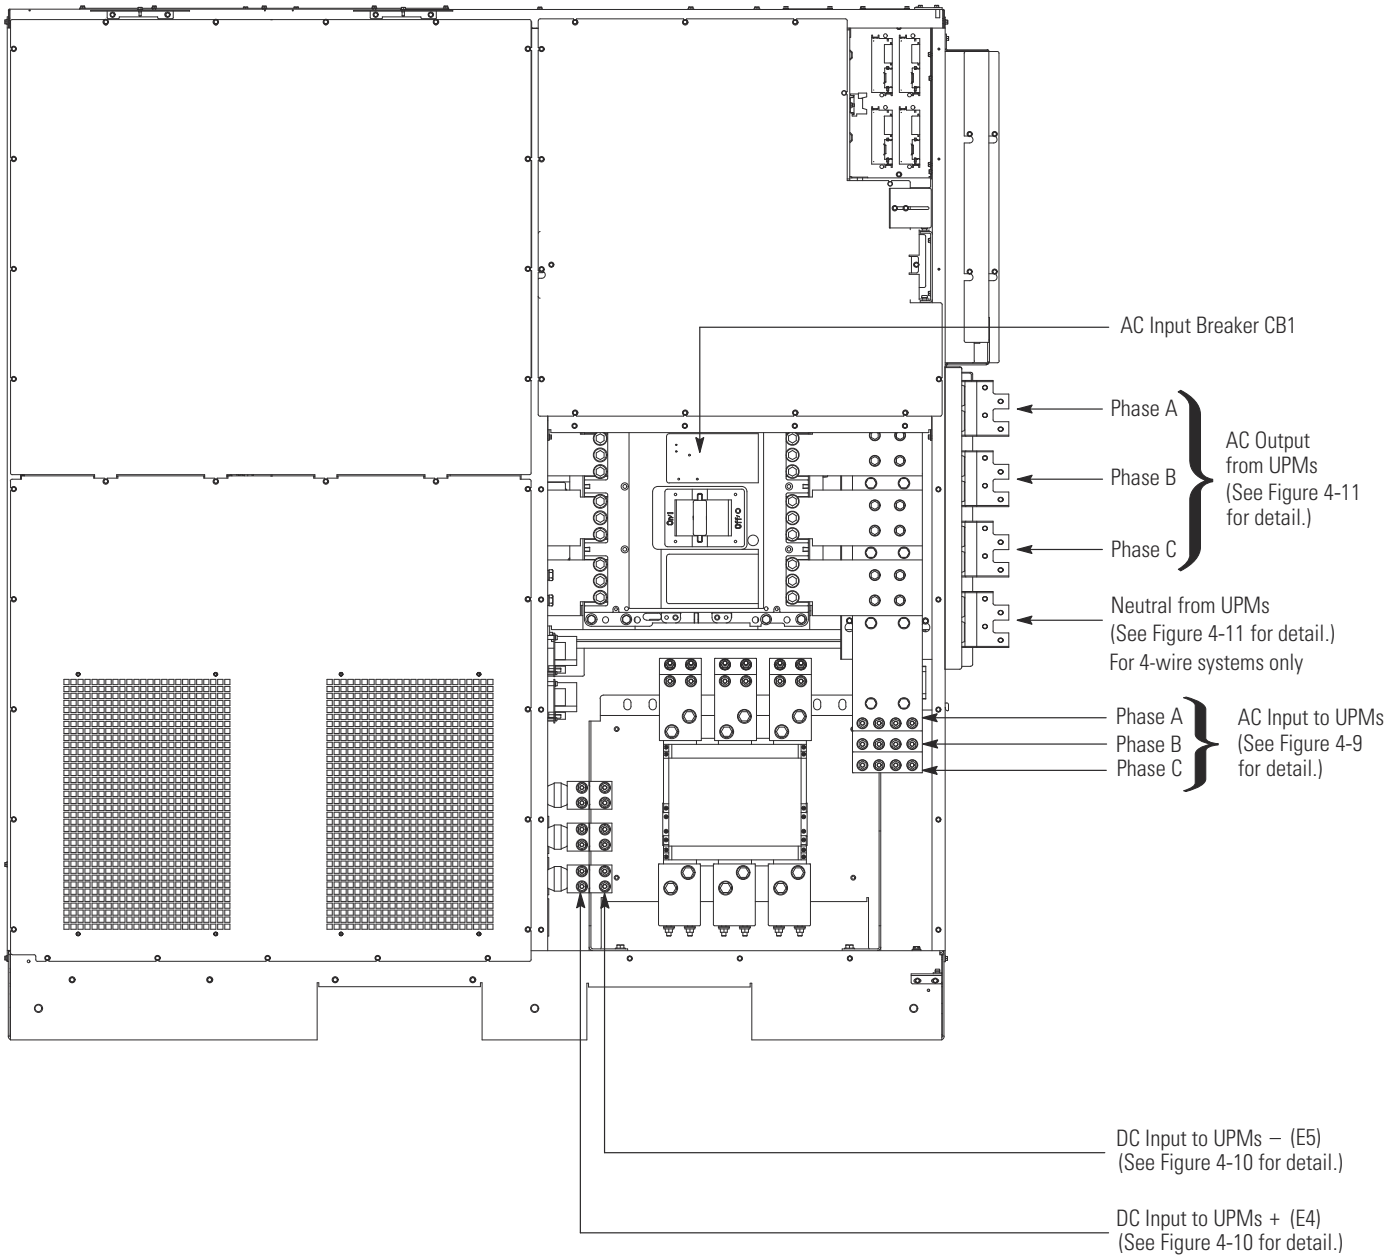 AC Input Breaker CB1
Phase A
Phase B
Phase C
AC Output
from UPMs
(See Figure 4-11
for detail.)
On/I
Off/O
Neutral from UPMs
(See Figure 4-11 for detail.)
For 4-wire systems only
Phase A
Phase B
Phase C
AC Input to UPMs
(See Figure 4-9
for detail.)
DC Input to UPMs – (E5)
(See Figure 4-10 for detail.)
DC Input to UPMs + (E4)
(See Figure 4-10 for detail.)